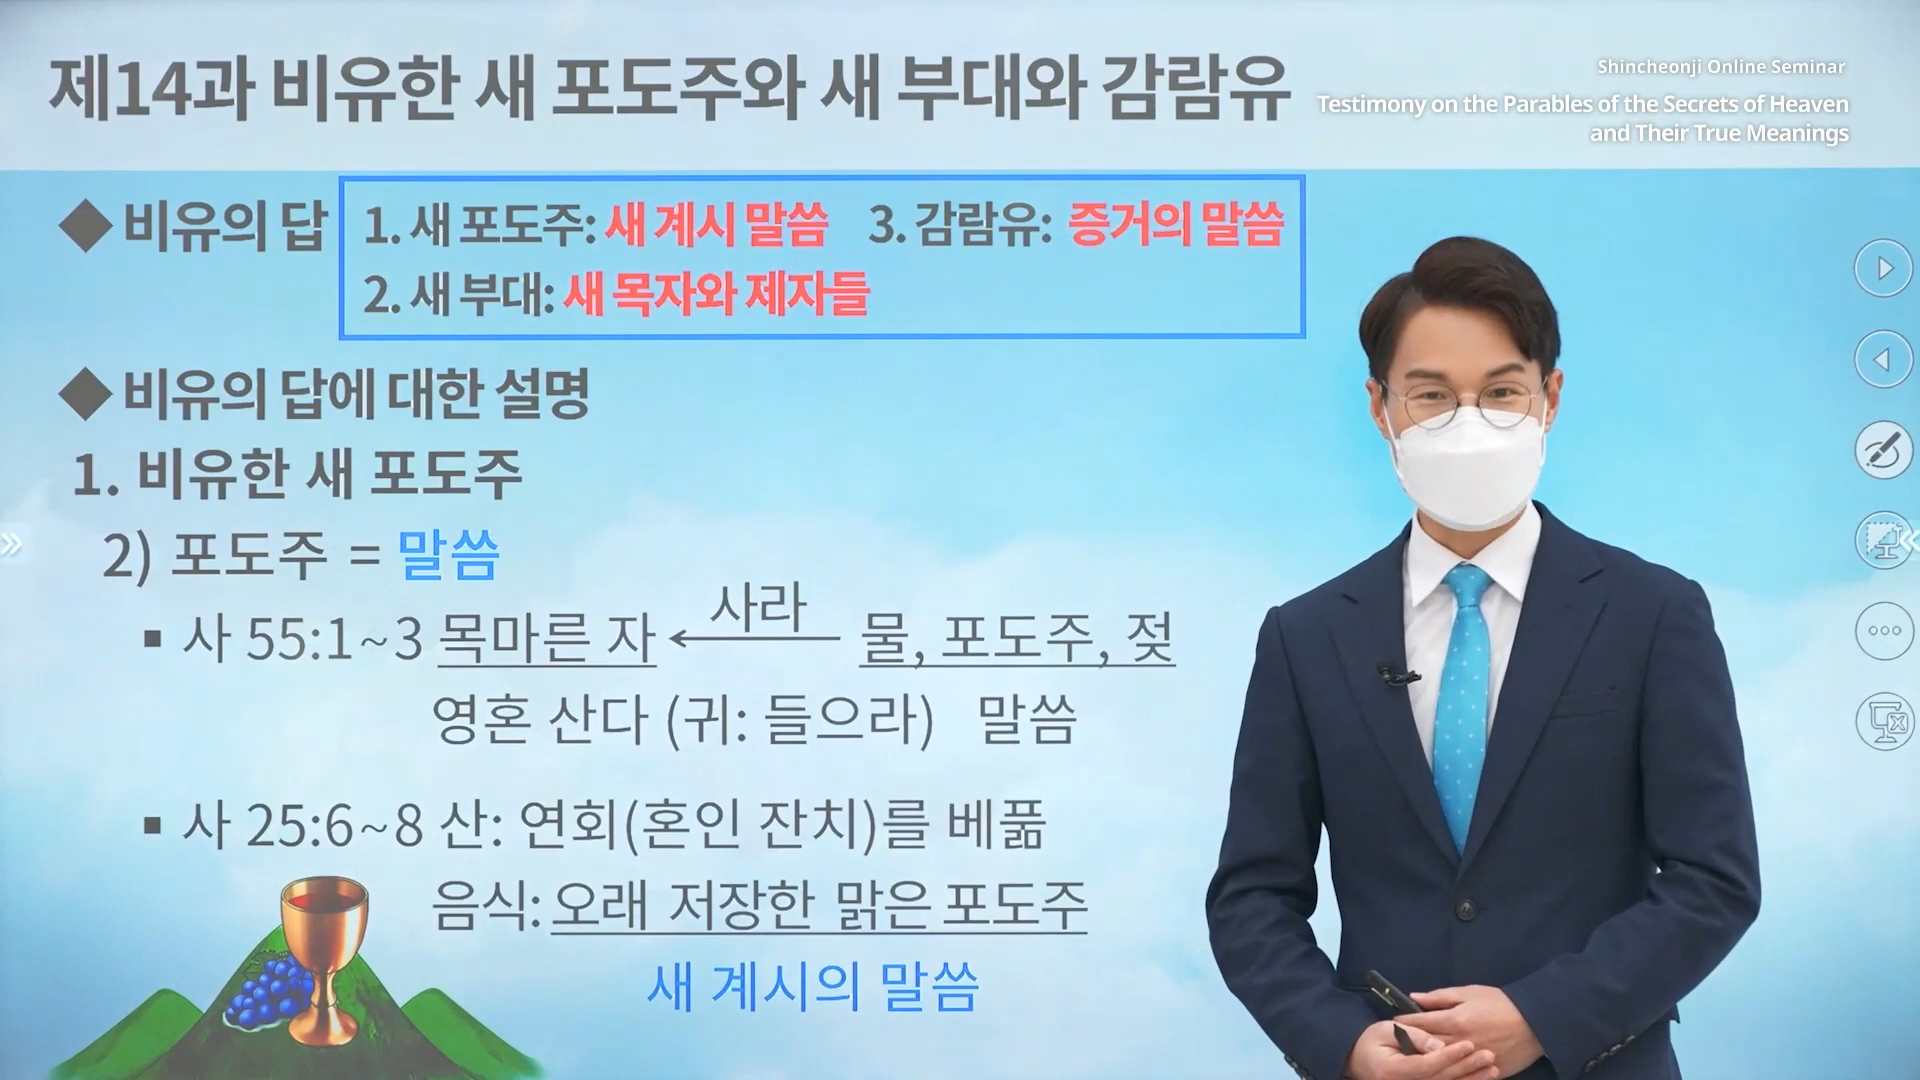 제14과 비유한 새 포도주와 새 부대와 감람유
Shincheonji Online Seminar
Testimony on the Parables of the Secrets of Heaven
and Their True Meanings
◆비유의 답
1. 새 포도주: 새 계시 말씀 3. 감람유: 증거의 말씀
2. 새 부대: 새 목자와 제자들
◆비유의 답에 대한 설명
1. 비유한 새 포도주
2) 포도주 = 말씀
사라
▪ 사 55:1~3 목마른 자 ← 물, 포도주, 젖
영혼 산다 (귀: 들으라) 말씀
▪ 사 25:6~8 산: 연회(혼인 잔치)를 베풂
음식: 오래 저장한 맑은 포도주
새 계시의 말씀